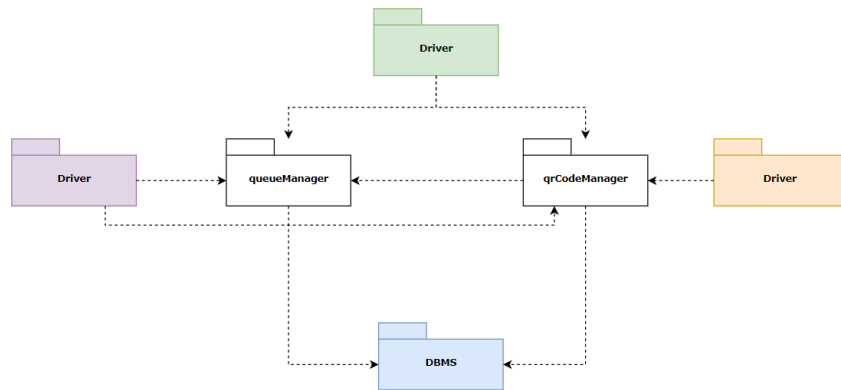 Driver
Driver
queueManager
qrCodeManager
Driver
DBMS